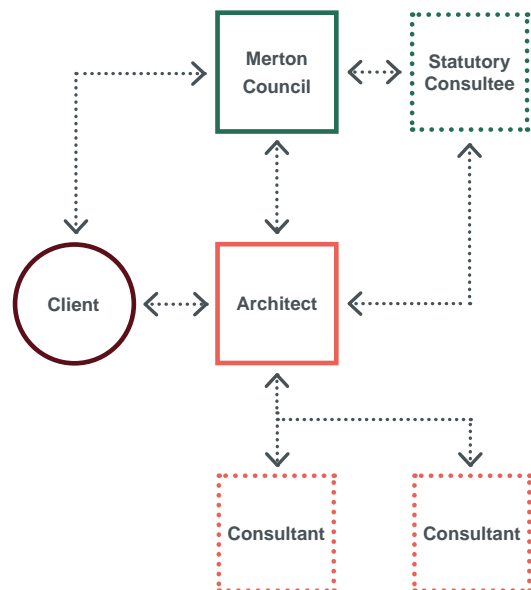 Merton
Council
Statutory
Consultee
Client
Architect
Consultant
Consultant